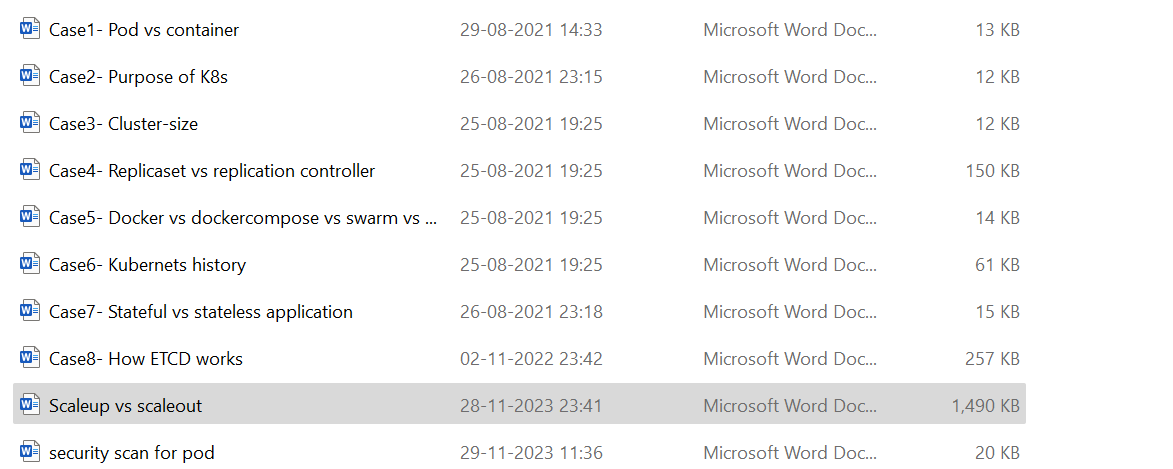 Case1- Pod vs container 29-08-2021 14:33 Microsoft Word Doc... 13 KB
Case2- Purpose of K8s 26-08-2021 23:15 Microsoft Word Doc... 12 KB
Case3- Cluster-size 25-08-2021 19:25 Microsoft Word Doc... 12 KB
Case4- Replicaset vs replication controller 25-08-2021 19:25 Microsoft Word Doc... 150 KB
Case5- Docker vs dockercompose vs swarm vs ... 25-08-2021 19:25 Microsoft Word Doc... 14 KB
Case6- Kubernets history 25-08-2021 19:25 Microsoft Word Doc... 61 KB
Case7- Stateful vs stateless application 26-08-2021 23:18 Microsoft Word Doc... 15 KB
Case8- How ETCD works 02-11-2022 23:42 Microsoft Word Doc... 257 KB
Scaleup vs scaleout 28-11-2023 23:41 Microsoft Word Doc... 1,490 KB
security scan for pod 29-11-2023 11:36 Microsoft Word Doc... 20 KB